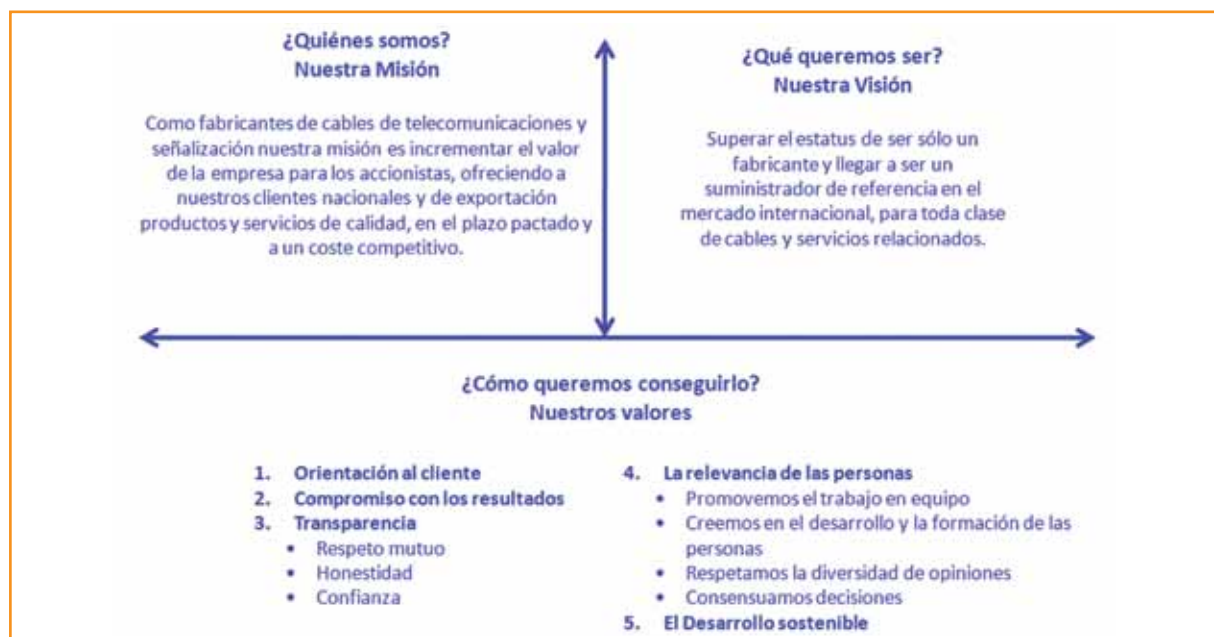 ¿Quiénes somos?
Nuestra Misión
Como fabricantes de cables de telecomunicaciones y
señalización nuestra misión es incrementar el valor
de la empresa para los accionistas, ofreciendo a
nuestros clientes nacionales y de exportación
productos y servicios de calidad, en el plazo pactado y
a un coste competitivo.
¿Qué queremos ser?
Nuestra Visión
Superar el estatus de ser sólo un
fabricante y llegar a ser un
suministrador de referencia en el
mercado internacional, para toda clase
de cables y servicios relacionados.
¿Cómo queremos conseguirlo?
Nuestros valores
1. Orientación al cliente
2. Compromiso con los resultados
3. Transparencia
• Respeto mutuo
• Honestidad
• Confianza
4. La relevancia de las personas
• Promovemos el trabajo en equipo
• Creemos en el desarrollo y la formación de las
personas
• Respetamos la diversidad de opiniones
• Consensuamos decisiones
5. El Desarrollo sostenible